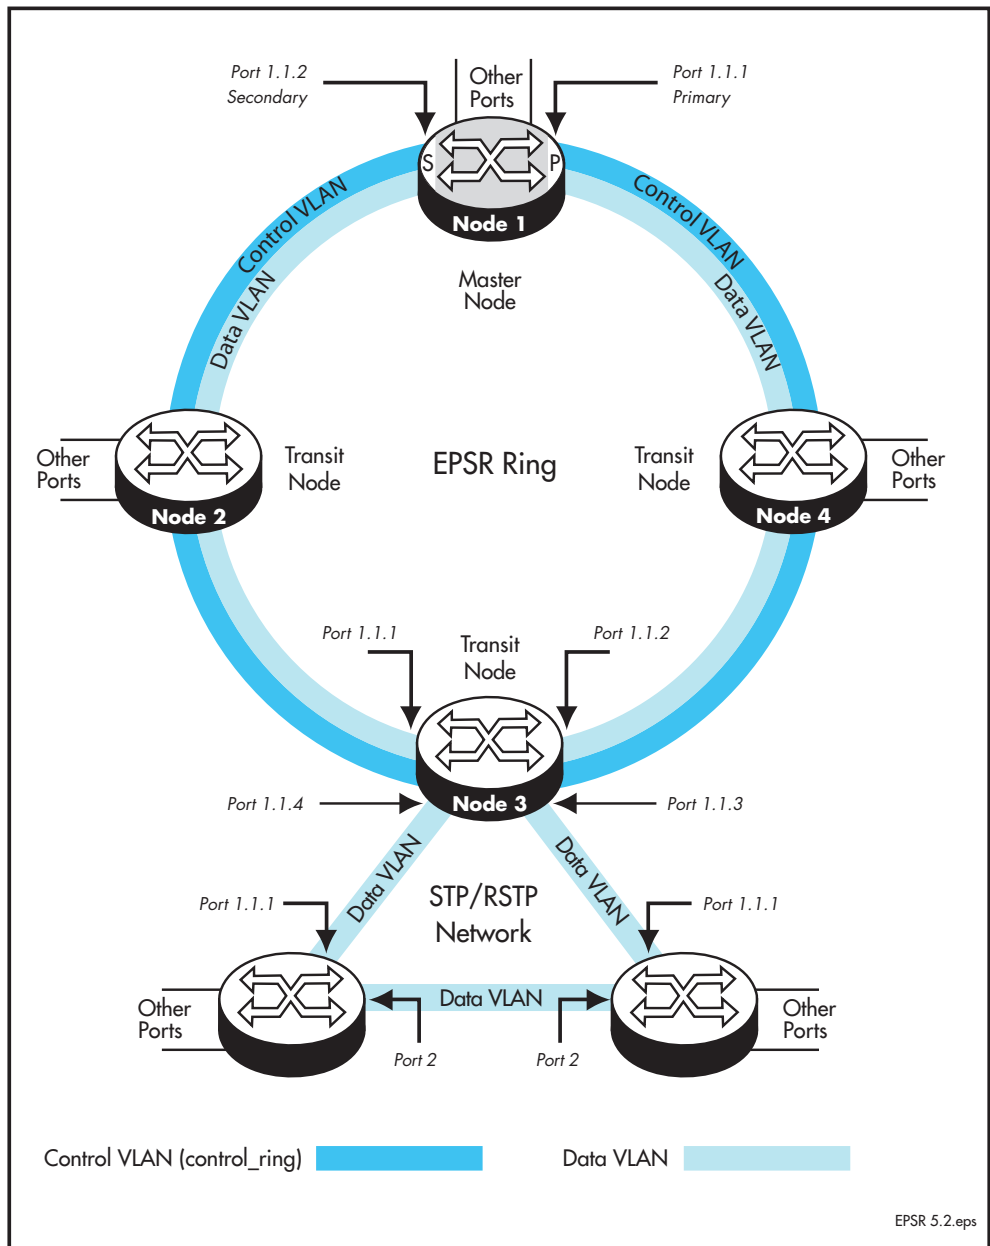 Port 1.1.2
Secondary
Other
Ports
Port 1.1.1
Primary
S
P
Node 1
Control VLAN
Data VLAN
Control VLAN
Data VLAN
Master
Node
Other
Ports
Node 2
Transit
Node
EPSR Ring
Transit
Node
Node 4
Other
Ports
Port 1.1.1
Transit
Node
Port 1.1.2
Node 3
Port 1.1.4
Port 1.1.3
Data VLAN
Data VLAN
STP/RSTP
Network
Port 1.1.1
Port 1.1.1
Other
Ports
Data VLAN
Other
Ports
Port 2
Port 2
Control VLAN (control_ring)
Data VLAN
EPSR 5.2.eps